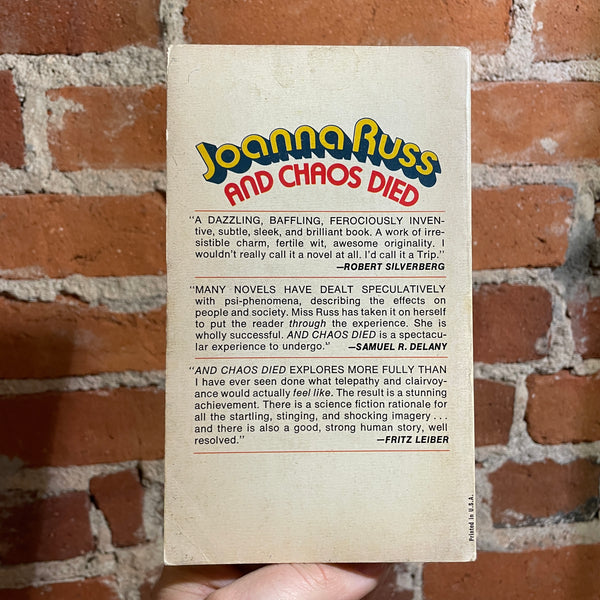 Joanna Russ
AND CHAOS DIED
"A DAZZLING, BAFFLING, FEROCIOUSLY INVEN-
tive, subtle, sleek, and brilliant book. A work of irre-
sistible charm, fertile wit, awesome originality. I
wouldn't really call it a novel at all. I'd call it a Trip."
—ROBERT SILVERBERG
"MANY NOVELS HAVE DEALT SPECULATIVELY
with psi-phenomena, describing the effects on
people and society. Miss Russ has taken it on herself
to put the reader through the experience. She is
wholly successful. AND CHAOS DIED is a spectacu-
lar experience to undergo." —SAMUEL R. DELANY
"AND CHAOS DIED EXPLORES MORE FULLY THAN
I have ever seen done what telepathy and clairvoy-
ance would actually feel like. The result is a stunning
achievement. There is a science fiction rationale for
all the startling, stinging, and shocking imagery . . .
and there is also a good, strong human story, well
resolved." —FRITZ LEIBER
Printed in U.S.A.